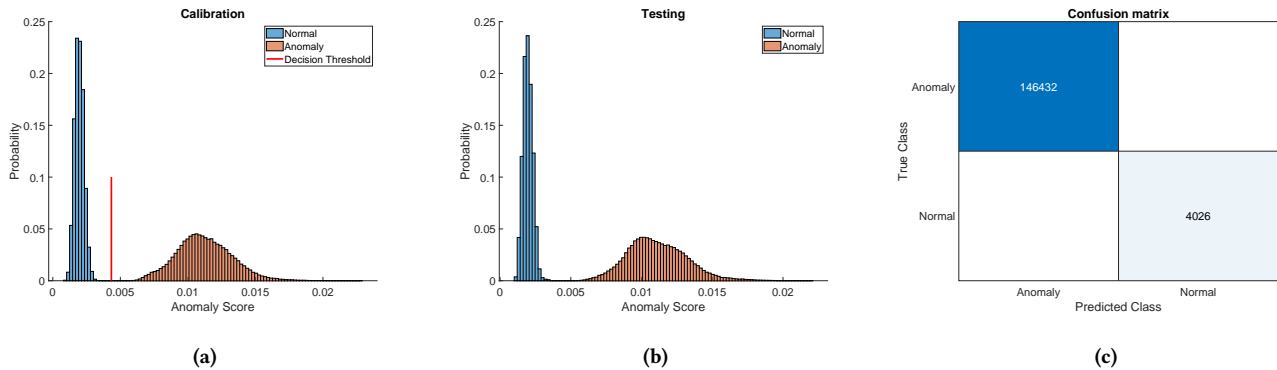 Calibration
0.25
0.2
0.15
0.1
0.05
0
Probability
0
0.005
0.01
0.015
0.02
Anomaly Score
Normal
Anomaly
Decision Threshold
(a)
Testing
0.25
0.2
0.15
0.1
0.05
0
Probability
0
0.005
0.01
0.015
0.02
Anomaly Score
Normal
Anomaly
(b)
Confusion matrix
True Class
Anomaly
146432
Normal
4026
Anomaly
Normal
Predicted Class
(c)